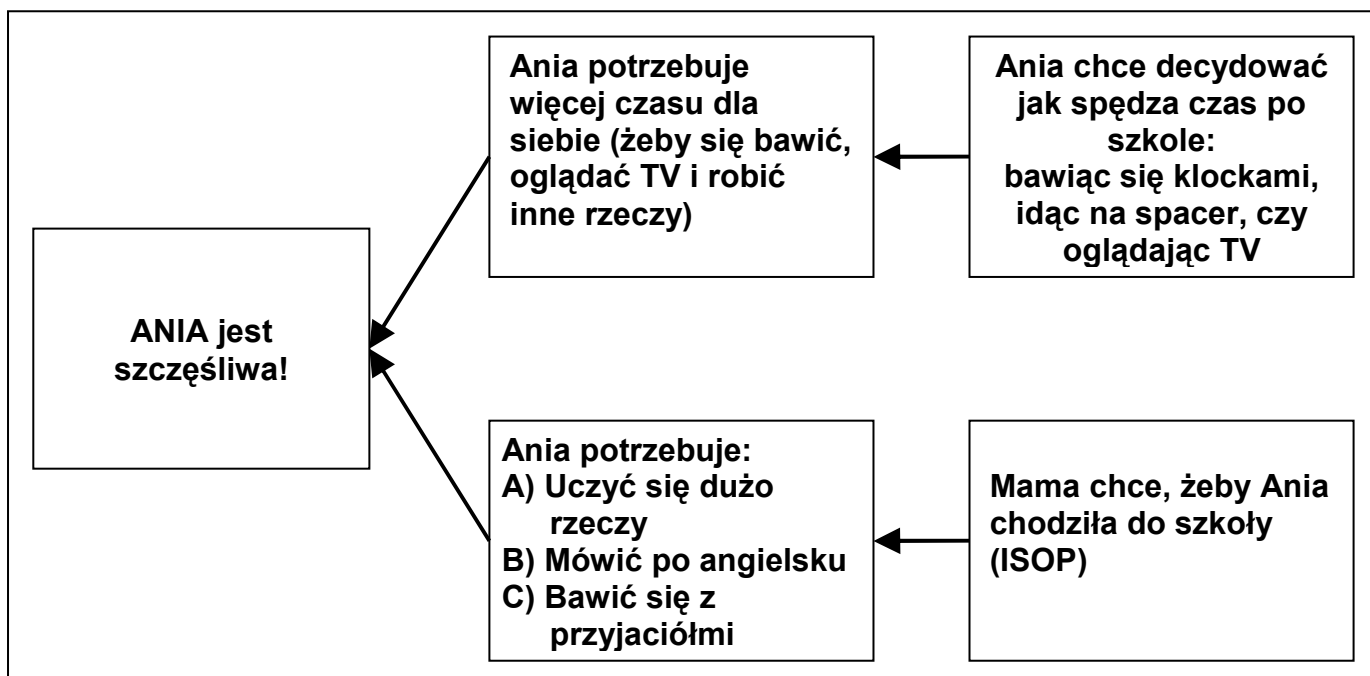 Ania potrzebuje
więcej czasu dla
siebie (żeby się bawić,
oglądać TV i robić
inne rzeczy)
Ania chce decydować
jak spędza czas po
szkole:
bawiąc się klockami,
idąc na spacer, czy
oglądając TV
ANIA jest
szczęśliwa!
Ania potrzebuje:
A) Uczyć się dużo
rzeczy
B) Mówić po angielsku
C) Bawić się z
przyjaciółmi
Mama chce, żeby Ania
chodziła do szkoły
(ISOP)